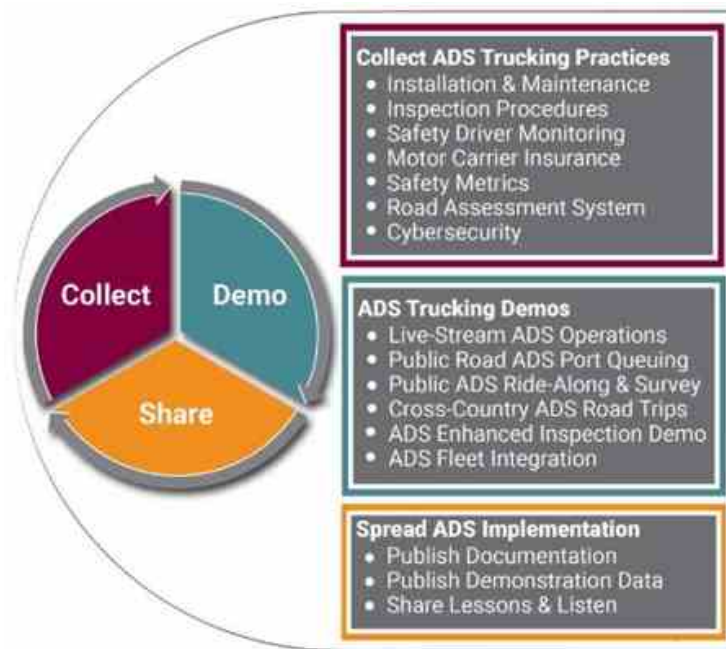 Collect
Demo
Share
Collect ADS Trucking Practices
• Installation & Maintenance
• Inspection Procedures
• Safety Driver Monitoring
• Motor Carrier Insurance
• Safety Metrics
• Road Assessment System
• Cybersecurity
ADS Trucking Demos
• Live-Stream ADS Operations
• Public Road ADS Port Queuing
• Public ADS Ride-Along & Survey
• Cross-Country ADS Road Trips
• ADS Enhanced Inspection Demo
• ADS Fleet Integration
Spread ADS Implementation
• Publish Documentation
• Publish Demonstration Data
• Share Lessons & Listen